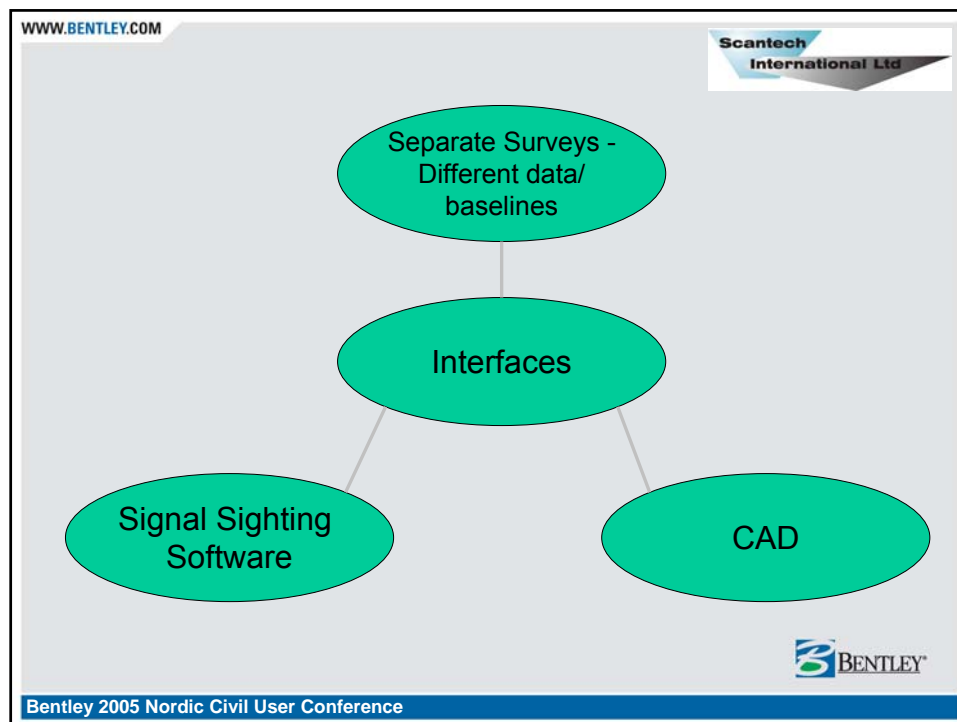 WWW.BENTLEY.COM
Scantech
International Ltd
Separate Surveys -
Different data/
baselines
Interfaces
Signal Sighting
Software
CAD
BENTLEY®
Bentley 2005 Nordic Civil User Conference